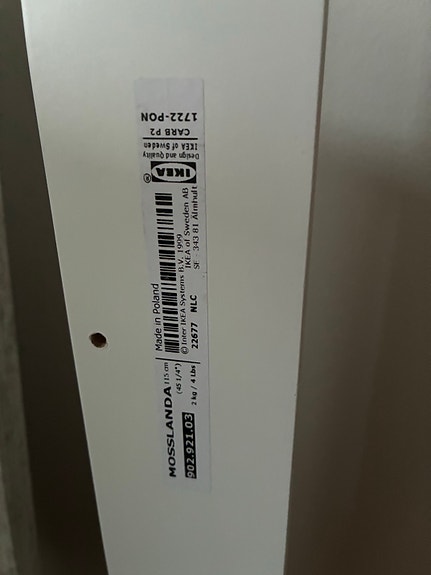 MOSSLANDA 115 cm
(45 1/4")
902.921.03
2 kg / 4 Lbs
Made in Poland
© Inter IKEA Systems B.V. 1999
22677 NLC
IKEA of Sweden AB
SE - 343 81 Älmhult
IKEA®
Design and Quality
IKEA of Sweden
CARB P2
1722-PON